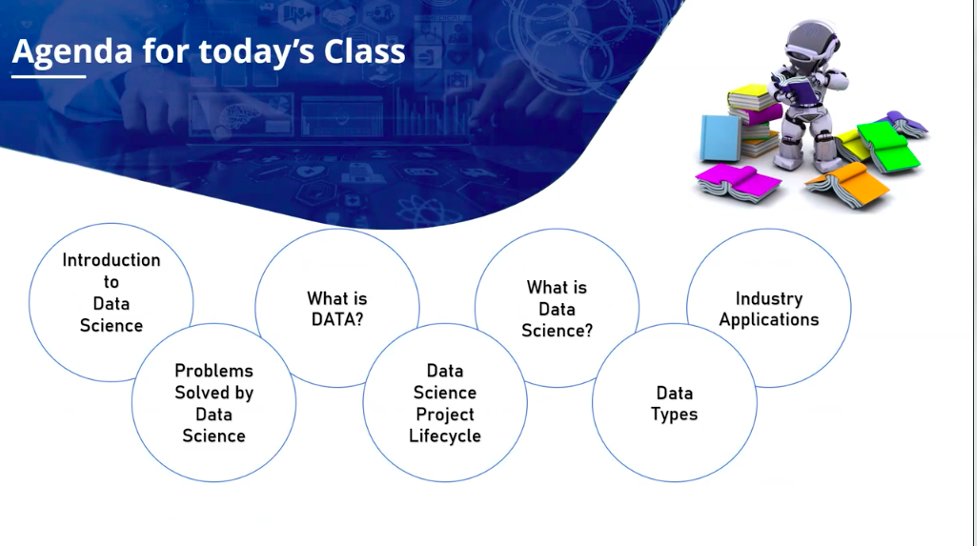 Agenda for today's Class
Introduction
to
Data
Science
Problems
Solved by
Data
Science
What is
DATA?
Data
Science
Project
Lifecycle
What is
Data
Science?
Data
Types
Industry
Applications